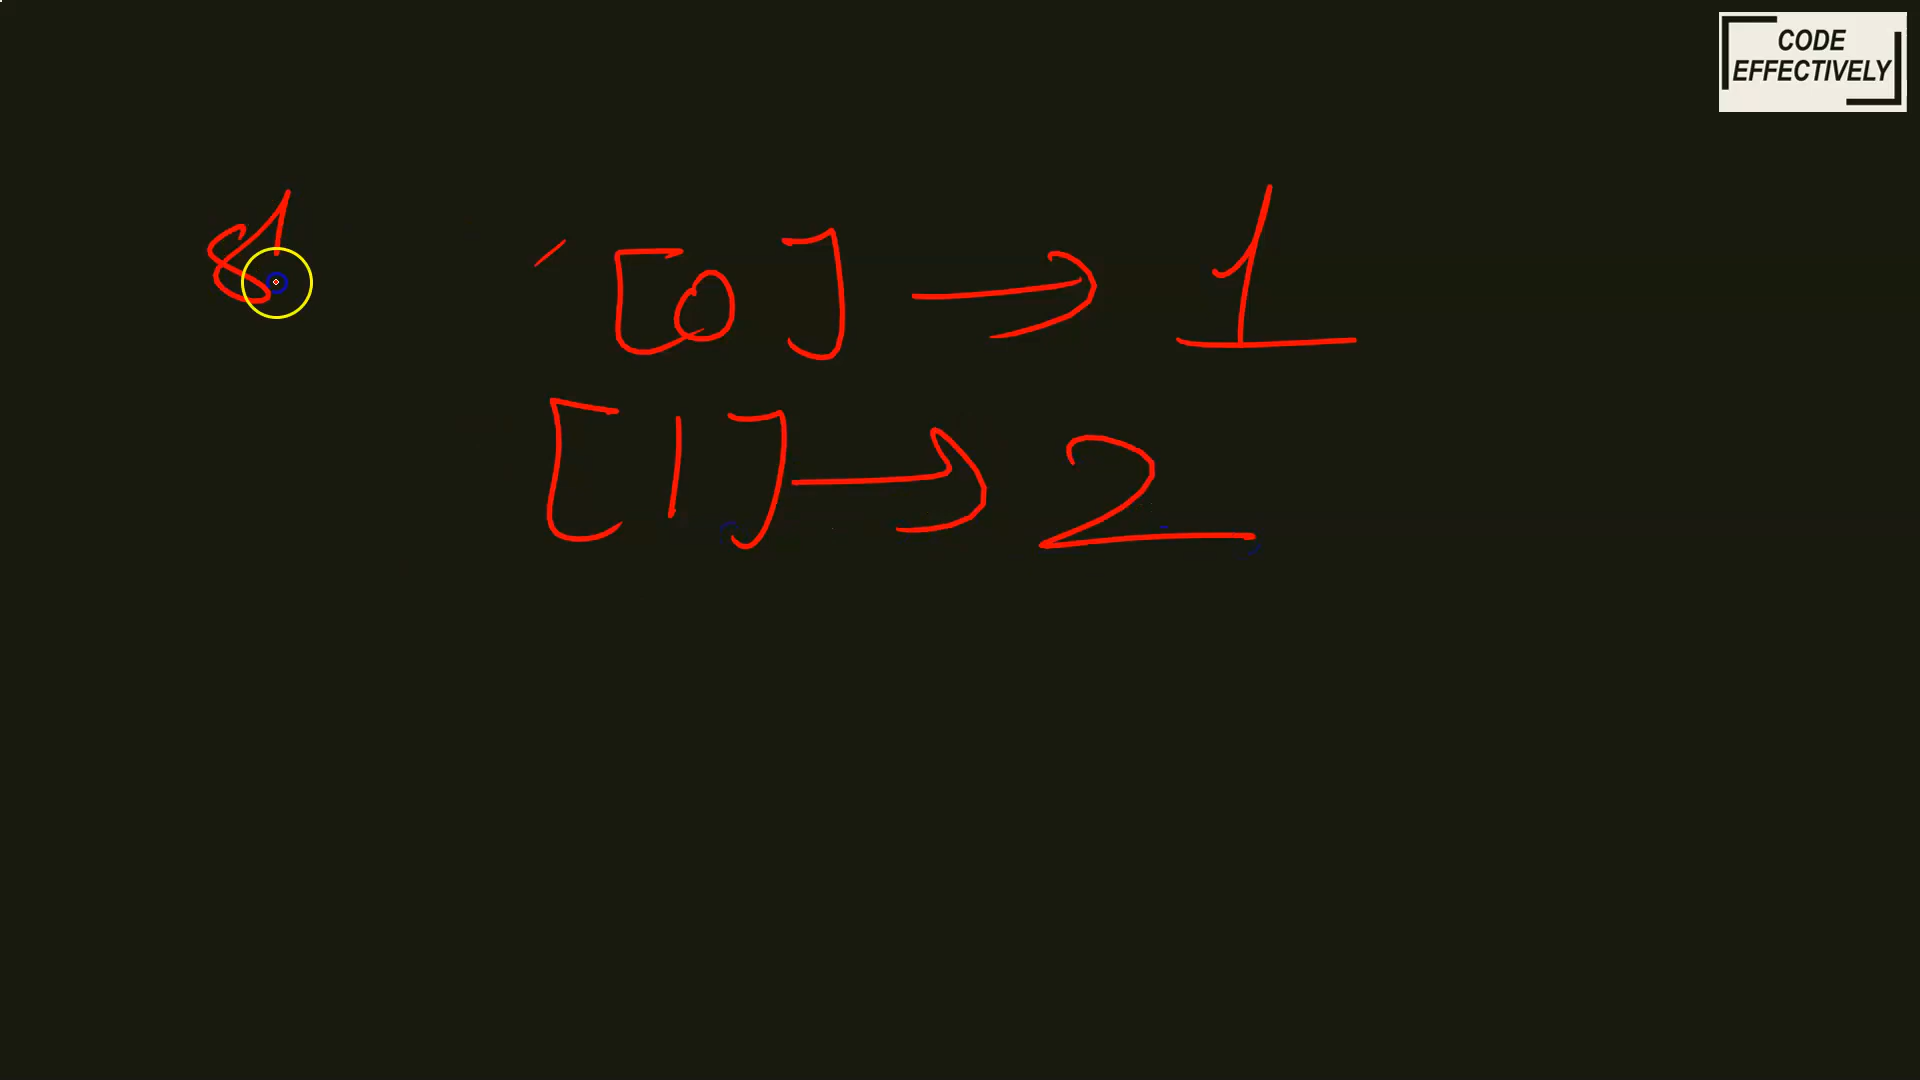 CODE
EFFECTIVELY
[0] → 1
[1] → 2